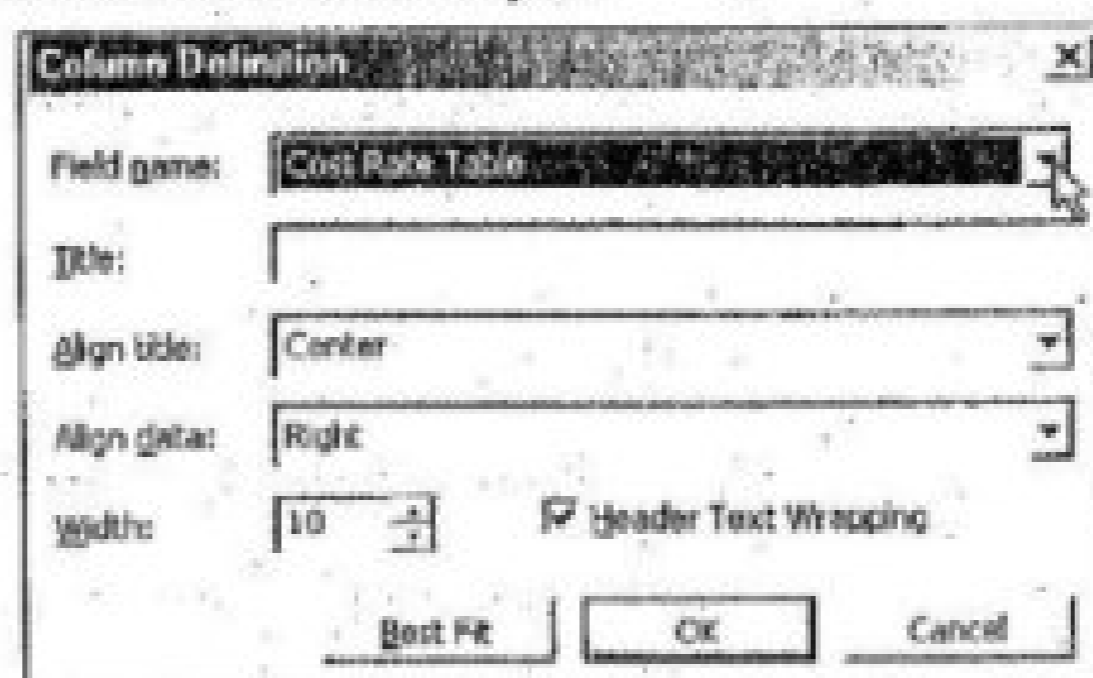 Column Definition
Field name: Cost Rate Table
Title:
Align title: Center
Align data: Right
Width: 10 Header Text Wrapping
Best Fit OK Cancel